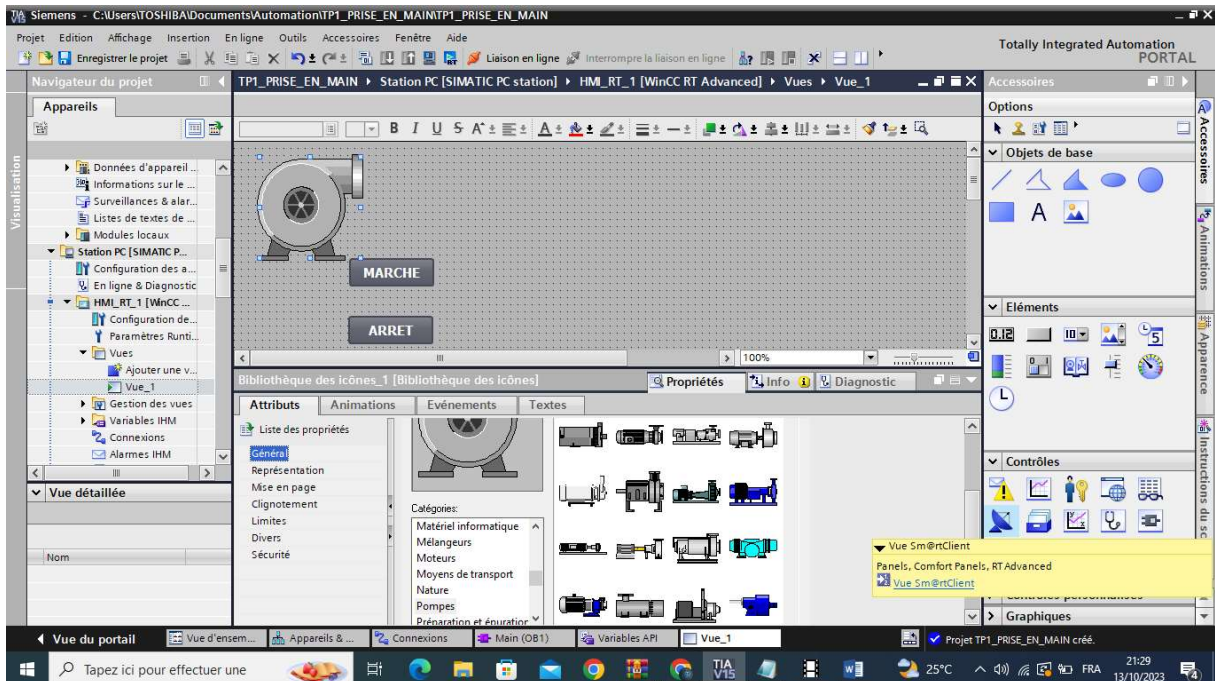 Siemens - C:\Users\TOSHIBA\Documents\Automation\TP1_PRISE_EN_MAIN\TP1_PRISE_EN_MAIN
Projet Edition Affichage Insertion En ligne Outils Accessoires Fenêtre Aide
Totally Integrated Automation
PORTAL
Enregistrer le projet Liaison en ligne Interrompre la liaison en ligne
Navigateur du projet
TP1_PRISE_EN_MAIN Station PC [SIMATIC PC station] HMI_RT_1 [WinCC RT Advanced] Vues Vue_1
Accessoires
Appareils
Options
B I U S A A
Objets de base
A
Visualisation
Données d'appareil ..
Informations sur le ...
Surveillances & alar...
Listes de textes de ...
Modules locaux
Station PC [SIMATIC P...
Configuration des a...
En ligne & Diagnostic
HMI_RT_1 [WinCC ...
Configuration de...
Paramètres Runti...
Vues
Ajouter une v...
Vue_1
Gestion des vues
Variables IHM
Connexions
Alarmes IHM
MARCHE
ARRET
100%
Eléments
0.12 10 5
Contrôles
Accessoires
Animations
Apparence
Instructions du sc
Bibliothèque des icônes_1 [Bibliothèque des icônes]
Propriétés Info Diagnostic
Attributs Animations Evénements Textes
Liste des propriétés
Général
Représentation
Mise en page
Clignotement
Limites
Divers
Sécurité
Catégories:
Matériel informatique
Mélangeurs
Moteurs
Moyens de transport
Nature
Pompes
Préparation et épuration
Vue détaillée
Nom
Vue Sm@rtClient
Panels, Comfort Panels, RT Advanced
Vue Sm@rtClient
Graphiques
Vue du portail Vue d'ensem... Appareils & ... Connexions Main (OB1) Variables API Vue_1 Projet TP1_PRISE_EN_MAIN créé.
Tapez ici pour effectuer une
TIA
V15
25°C
FRA
21:29
13/10/2023
4